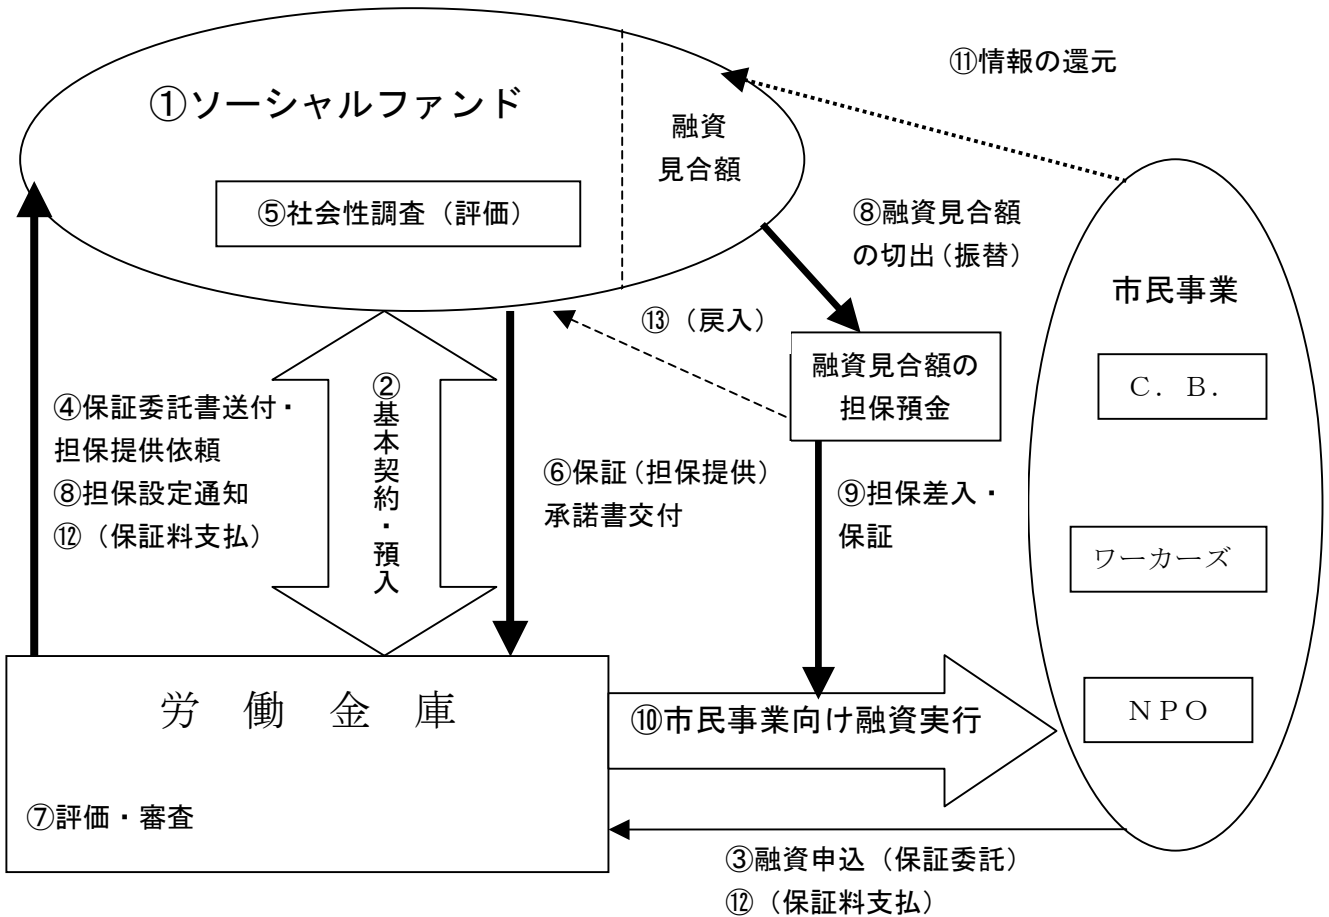 ⑪情報の還元
①ソーシャルファンド
融資
見合額
⑤社会性調査（評価）
⑧融資見合額
の切出（振替）
市民事業
⑬（戻入）
融資見合額の
担保預金
C． B．
②基本契約・預入
④保証委託書送付・
担保提供依頼
⑧担保設定通知
⑫（保証料支払）
⑥保証（担保提供）
承諾書交付
⑨担保差入・
保証
ワーカーズ
労 働 金 庫
⑩市民事業向け融資実行
NPO
⑦評価・審査
③融資申込（保証委託）
⑫（保証料支払）